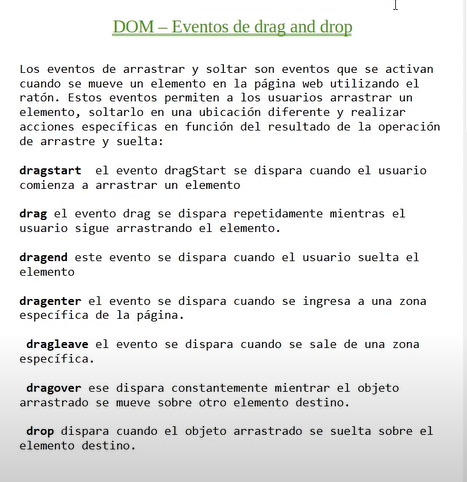 DOM – Eventos de drag and drop
Los eventos de arrastrar y soltar son eventos que se activan
cuando se mueve un elemento en la página web utilizando el
ratón. Estos eventos permiten a los usuarios arrastrar un
elemento, soltarlo en una ubicación diferente y realizar
acciones específicas en función del resultado de la operación
de arrastre y suelta:
dragstart  el evento dragStart se dispara cuando el usuario
comienza a arrastrar un elemento
drag el evento drag se dispara repetidamente mientras el
usuario sigue arrastrando el elemento.
dragend este evento se dispara cuando el usuario suelta el
elemento
dragenter el evento se dispara cuando se ingresa a una zona
específica de la página.
dragleave el evento se dispara cuando se sale de una zona
específica.
dragover ese dispara constantemente mientrar el objeto
arrastrado se mueve sobre otro elemento destino.
drop dispara cuando el objeto arrastrado se suelta sobre el
elemento destino.